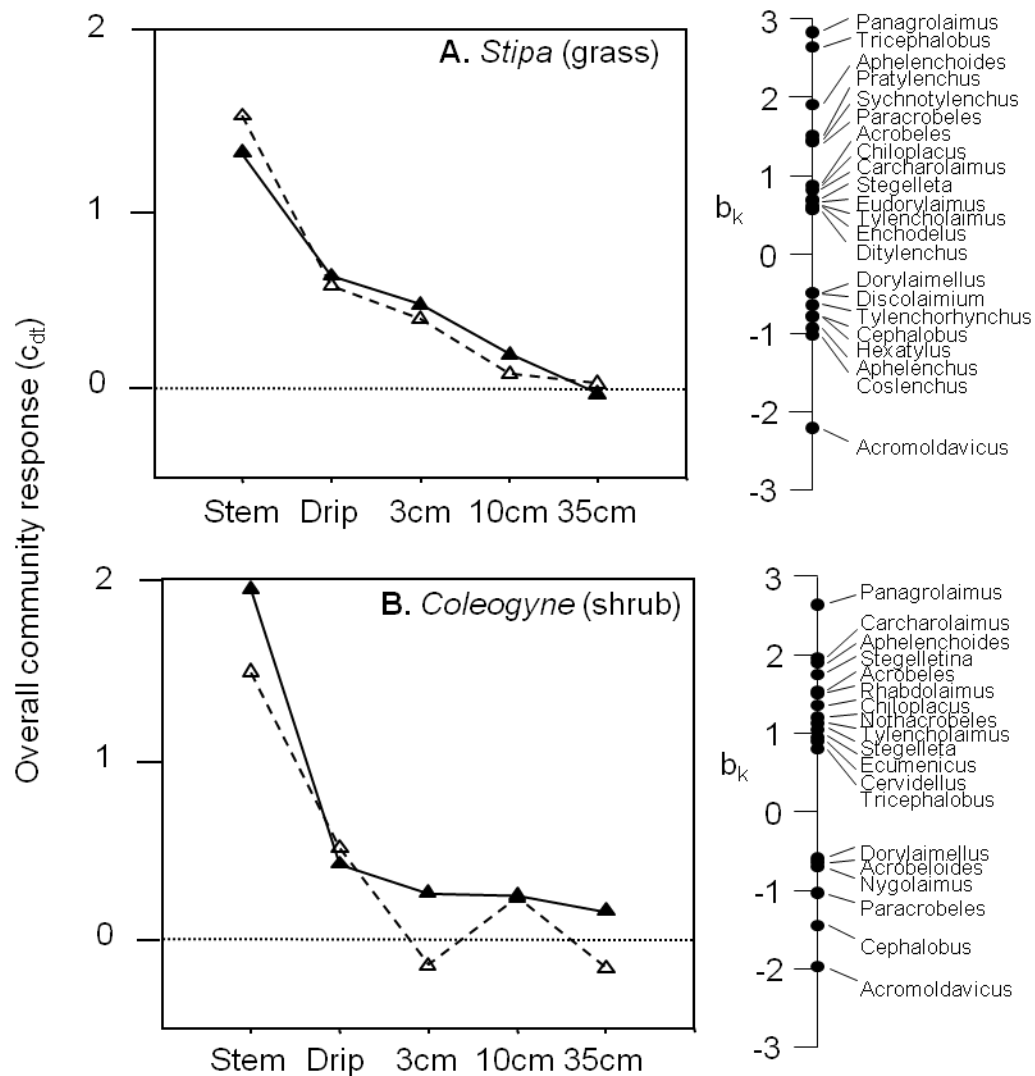 Overall community response (c_dt)
A. Stipa (grass)
2
1
0
Stem Drip 3cm 10cm 35cm
b_k
3
2
1
0
-1
-2
-3
Panagrolaimus
Tricephalobus
Aphelenchoides
Pratylenchus
Sychnotylenchus
Paracrobeles
Acrobeles
Chiloplacus
Carcharolaimus
Stegelleta
Eudorylaimus
Tylencholaimus
Enchodelus
Ditylenchus
Dorylaimellus
Discolaimium
Tylenchorhynchus
Cephalobus
Hexatylus
Aphelenchus
Coslenchus
Acromoldavicus
B. Coleogyne (shrub)
2
1
0
Stem Drip 3cm 10cm 35cm
b_k
3
2
1
0
-1
-2
-3
Panagrolaimus
Carcharolaimus
Aphelenchoides
Stegelletina
Acrobeles
Rhabdolaimus
Chiloplacus
Nothacrobeles
Tylencholaimus
Stegelleta
Ecumenicus
Cervidellus
Tricephalobus
Dorylaimellus
Acrobeloides
Nygolaimus
Paracrobeles
Cephalobus
Acromoldavicus